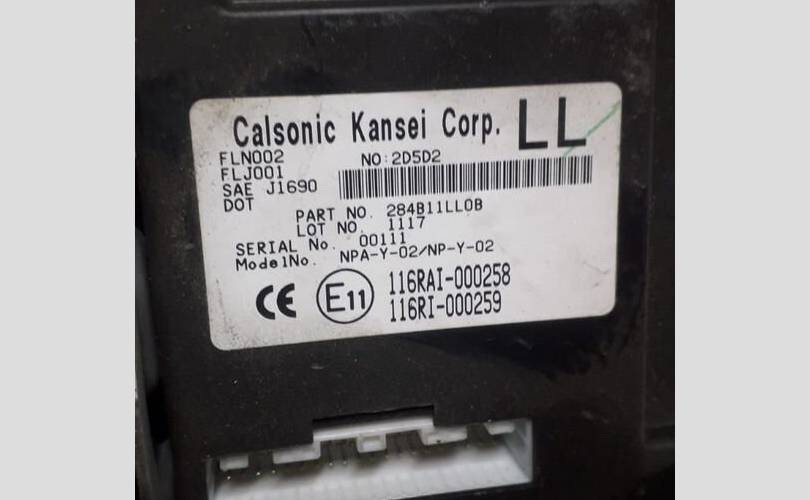 Calsonic Kansei Corp. LL
FLN002 NO:2D5D2
FLJ001
SAE J1690
DOT
PART NO. 284B11LL0B
LOT NO. 1117
SERIAL No. 00111
ModelNo. NPA-Y-02/NP-Y-02
CE E11 116RAI-000258
116RI-000259